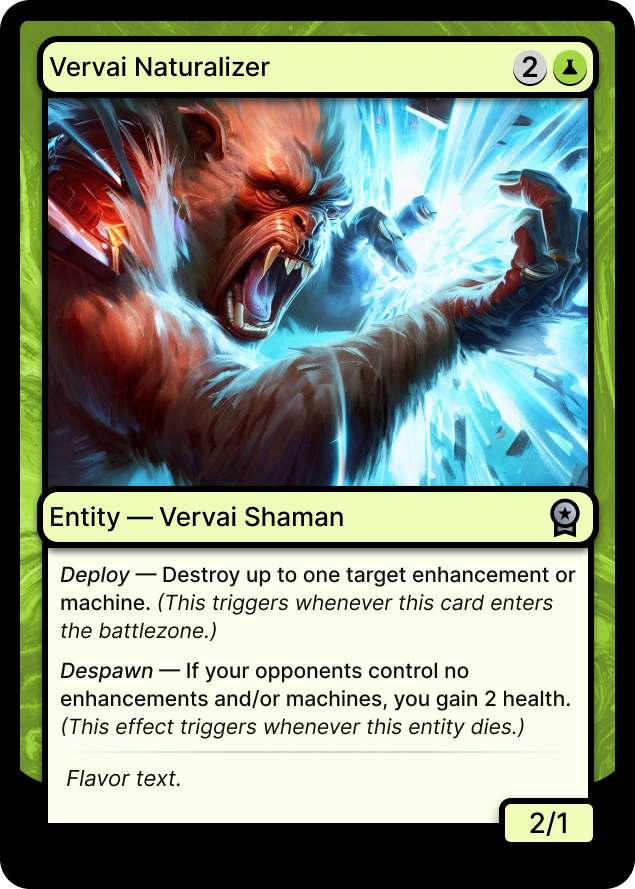 Vervai Naturalizer 2
Entity — Vervai Shaman
Deploy — Destroy up to one target enhancement or
machine. (This triggers whenever this card enters
the battlezone.)
Despawn — If your opponents control no
enhancements and/or machines, you gain 2 health.
(This effect triggers whenever this entity dies.)
Flavor text.
2/1